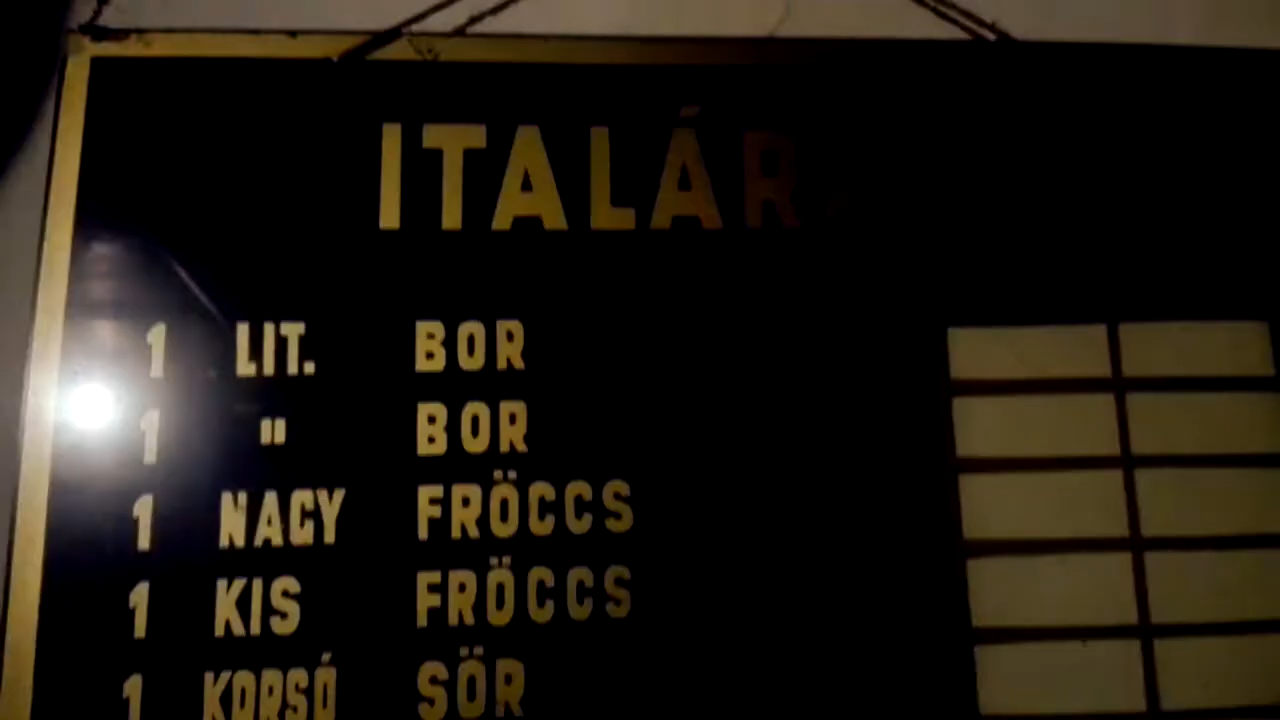 ITALÁR
1 LIT. BOR
1 " BOR
1 NAGY FRÖCCS
1 KIS FRÖCCS
1 KORSÓ SÖR